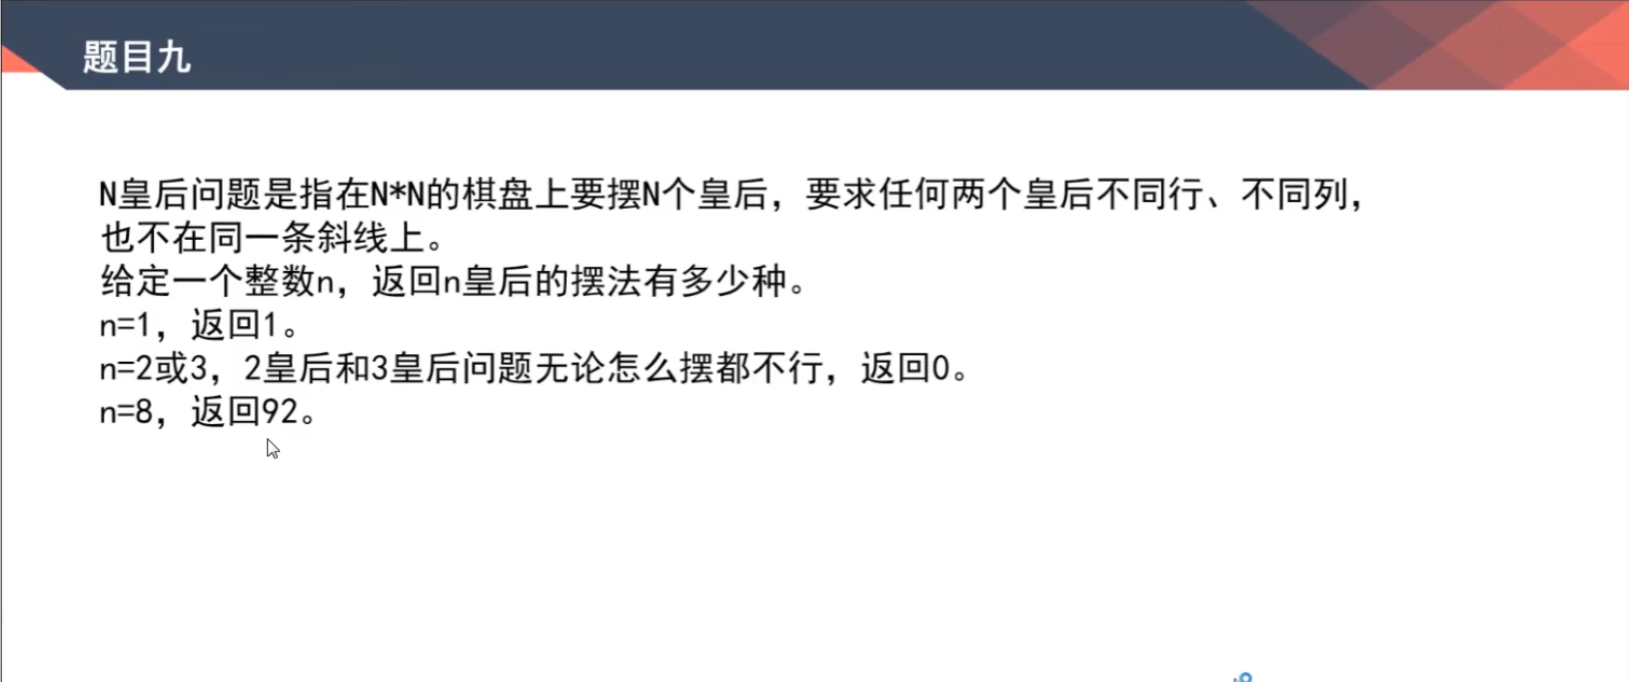 题目九
N皇后问题是指在N*N的棋盘上要摆N个皇后，要求任何两个皇后不同行、不同列，
也不在同一条斜线上。
给定一个整数n，返回n皇后的摆法有多少种。
n=1，返回1。
n=2或3，2皇后和3皇后问题无论怎么摆都不行，返回0。
n=8，返回92。